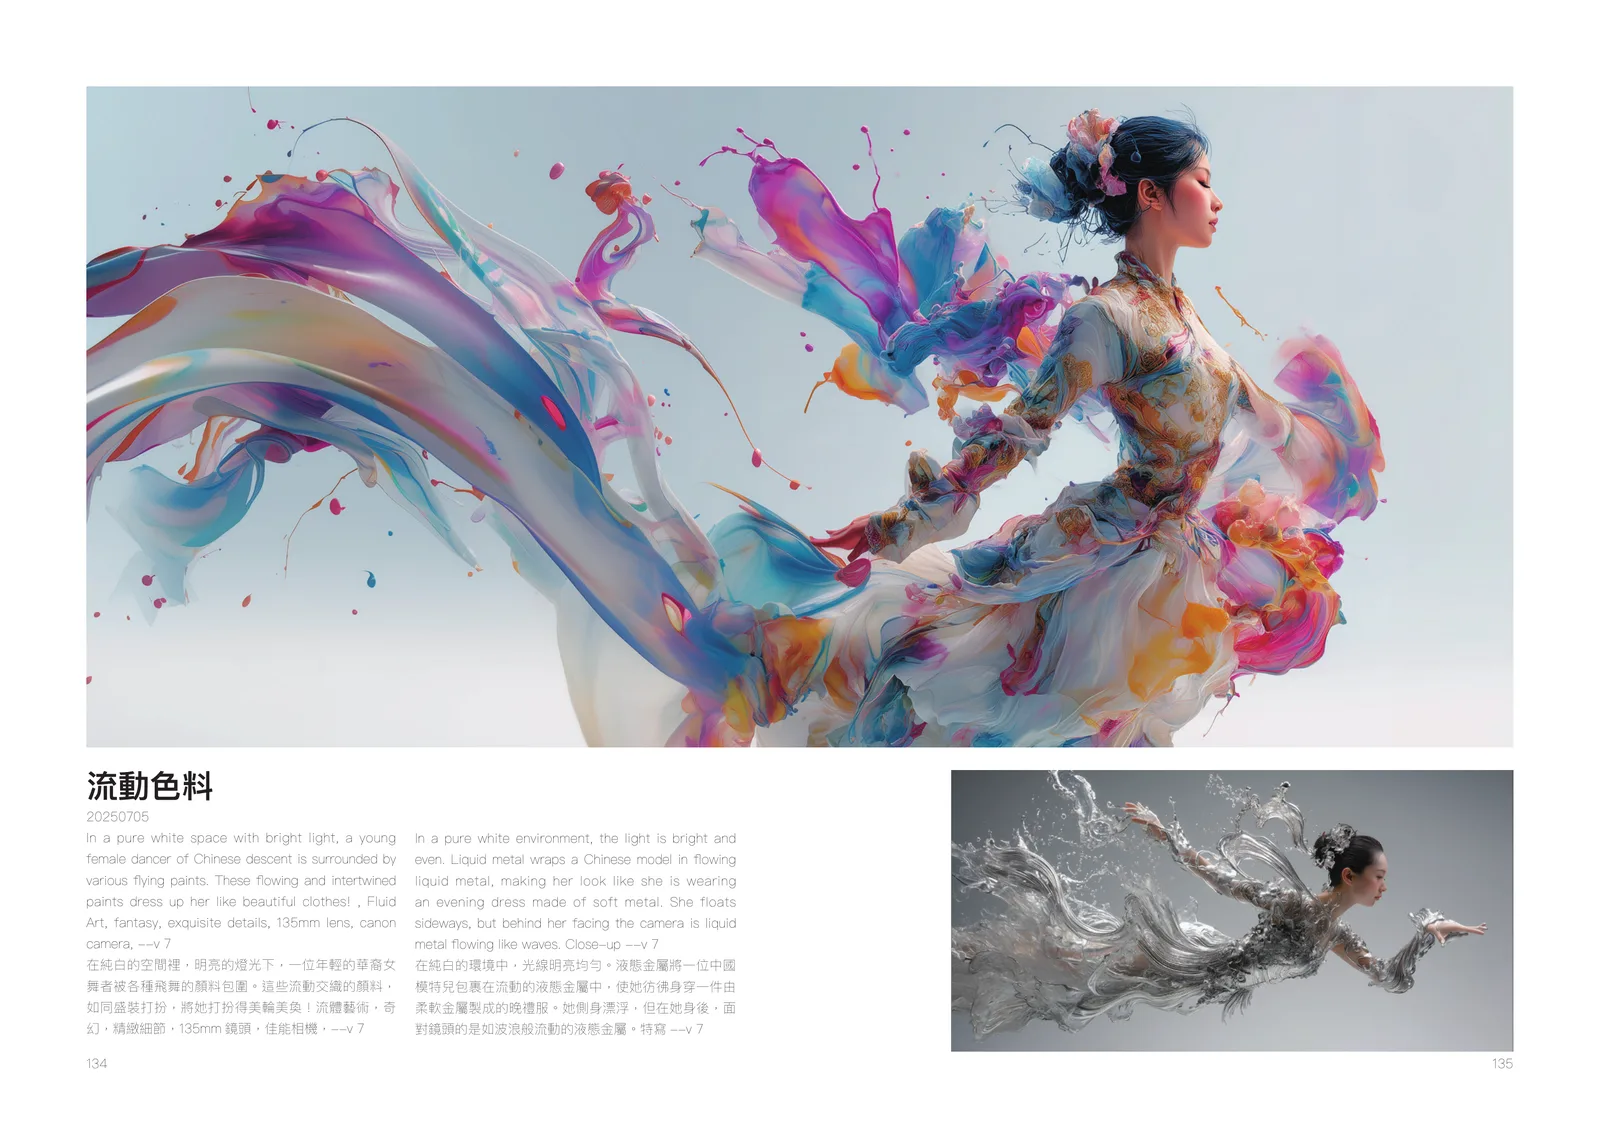 流動色料
20250705
In a pure white space with bright light, a young
female dancer of Chinese descent is surrounded by
various flying paints. These flowing and intertwined
paints dress up her like beautiful clothes! , Fluid
Art, fantasy, exquisite details, 135mm lens, canon
camera, --v 7
在純白的空間裡，明亮的燈光下，一位年輕的華裔女
舞者被各種飛舞的顏料包圍。這些流動交織的顏料，
如同盛裝打扮，將她打扮得美輪美奐！流體藝術，奇
幻，精緻細節，135mm 鏡頭，佳能相機，--v 7
In a pure white environment, the light is bright and
even. Liquid metal wraps a Chinese model in flowing
liquid metal, making her look like she is wearing
an evening dress made of soft metal. She floats
sideways, but behind her facing the camera is liquid
metal flowing like waves. Close-up --v 7
在純白的環境中，光線明亮均勻。液態金屬將一位中國
模特兒包裹在流動的液態金屬中，使她彷彿身穿一件由
柔軟金屬製成的晚禮服。她側身漂浮，但在她身後，面
對鏡頭的是如波浪般流動的液態金屬。特寫 --v 7
134
135